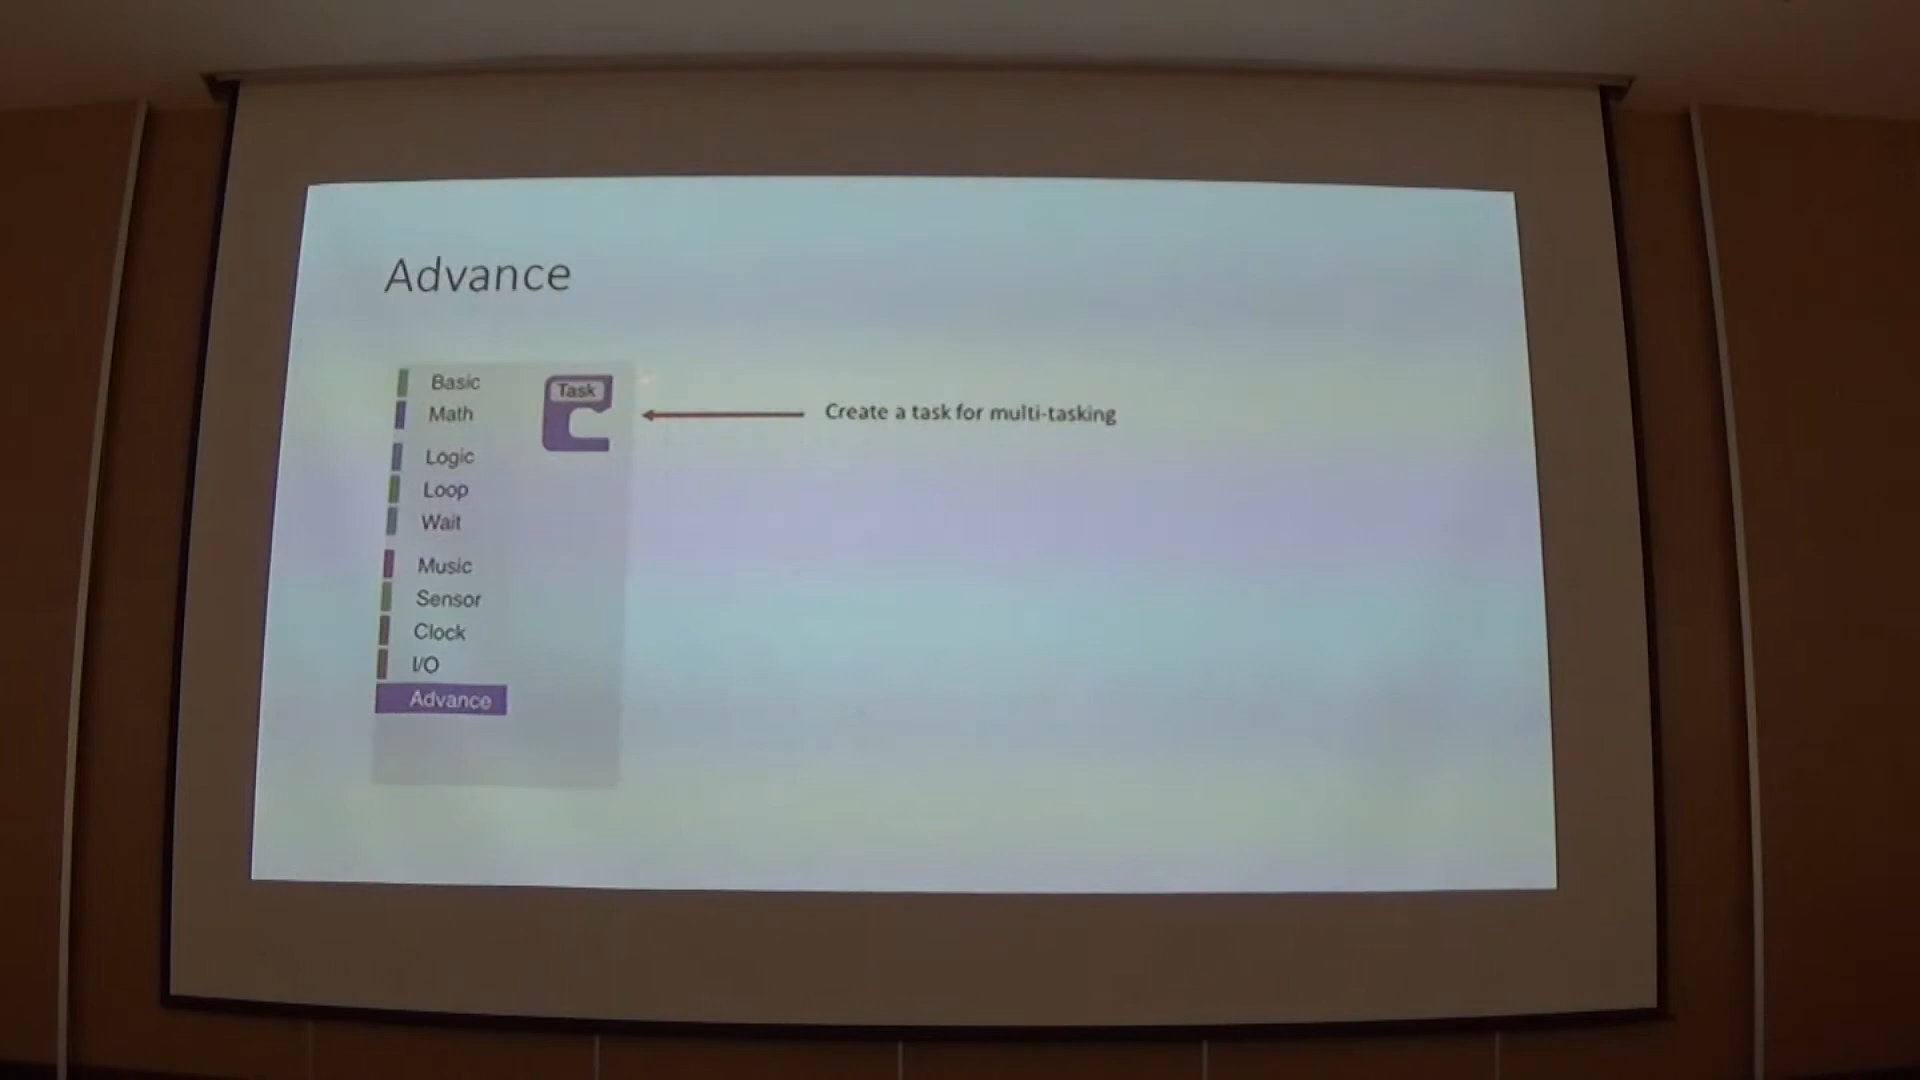 Advance
Basic
Math
Logic
Loop
Wait
Music
Sensor
Clock
I/O
Advance
Task
Create a task for multi-tasking